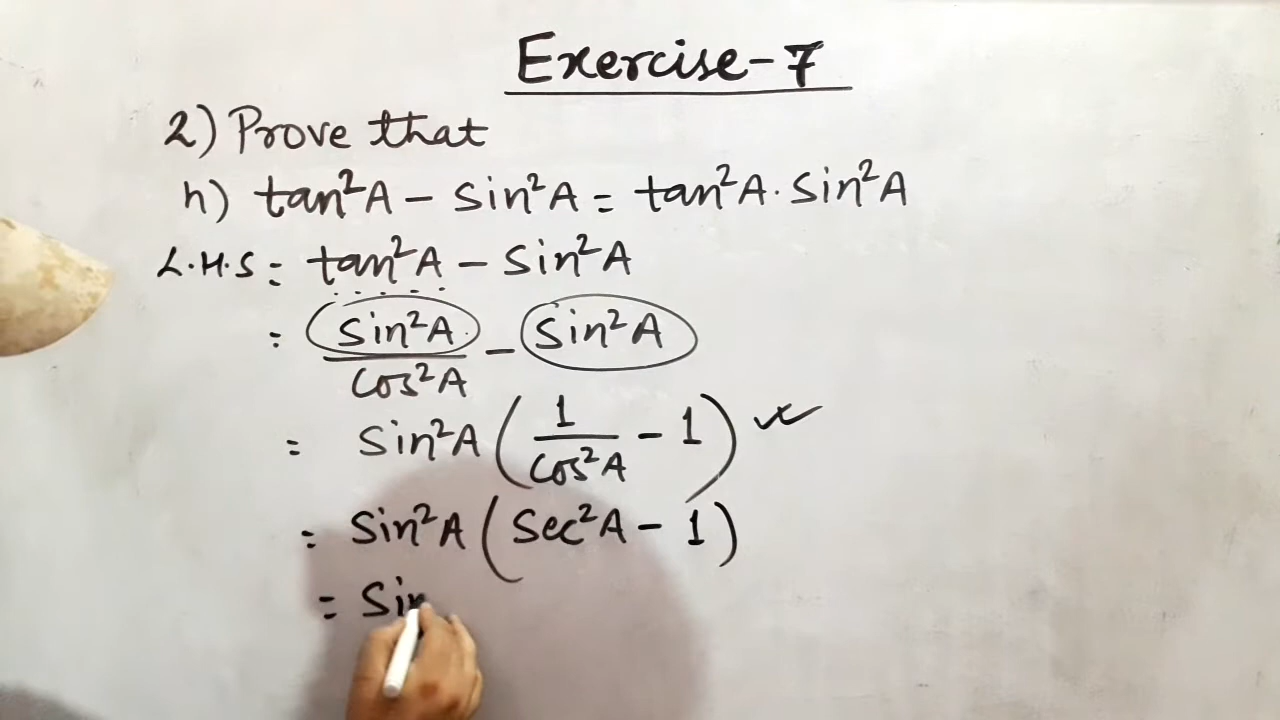 Exercise-7
2) Prove that
h) tan²A - Sin²A = tan²A . Sin²A
L.H.S = tan²A - Sin²A
= Sin²A/Cos²A - Sin²A
= Sin²A (1/Cos²A - 1)
= Sin²A (Sec²A - 1)
= Sin